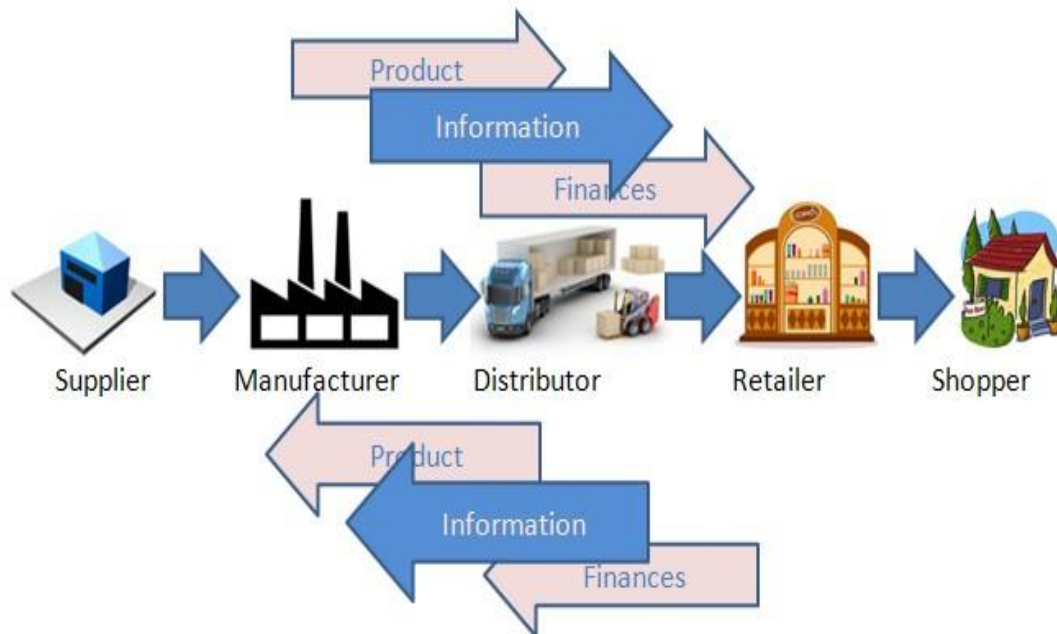 Product
Information
Finances
Supplier
Manufacturer
Distributor
Retailer
Shopper
Product
Information
Finances